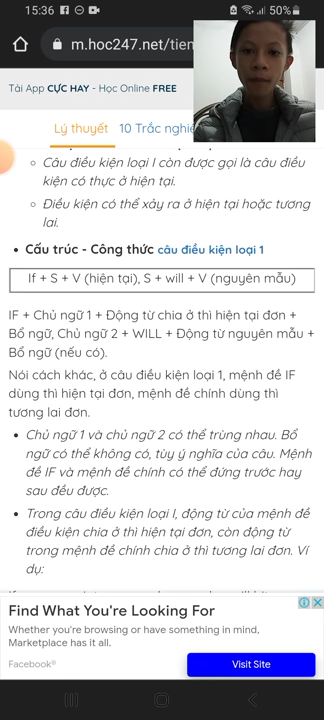 15:36
50%
m.hoc247.net/tien
Tải App CỰC HAY - Học Online FREE
Lý thuyết 10 Trắc nghiệ
Câu điều kiện loại I còn được gọi là câu điều
kiện có thực ở hiện tại.
Điều kiện có thể xảy ra ở hiện tại hoặc tương
lai.
Cấu trúc - Công thức câu điều kiện loại 1
If + S + V (hiện tại), S + will + V (nguyên mẫu)
IF + Chủ ngữ 1 + Động từ chia ở thì hiện tại đơn +
Bổ ngữ, Chủ ngữ 2 + WILL + Động từ nguyên mẫu +
Bổ ngữ (nếu có).
Nói cách khác, ở câu điều kiện loại 1, mệnh đề IF
dùng thì hiện tại đơn, mệnh đề chính dùng thì
tương lai đơn.
Chủ ngữ 1 và chủ ngữ 2 có thể trùng nhau. Bổ
ngữ có thể không có, tùy ý nghĩa của câu. Mệnh
đề IF và mệnh đề chính có thể đứng trước hay
sau đều được.
Trong câu điều kiện loại I, động từ của mệnh đề
điều kiện chia ở thì hiện tại đơn, còn động từ
trong mệnh đề chính chia ở thì tương lai đơn. Ví
dụ:
Find What You're Looking For
Whether you're browsing or have something in mind,
Marketplace has it all.
Facebook®
Visit Site